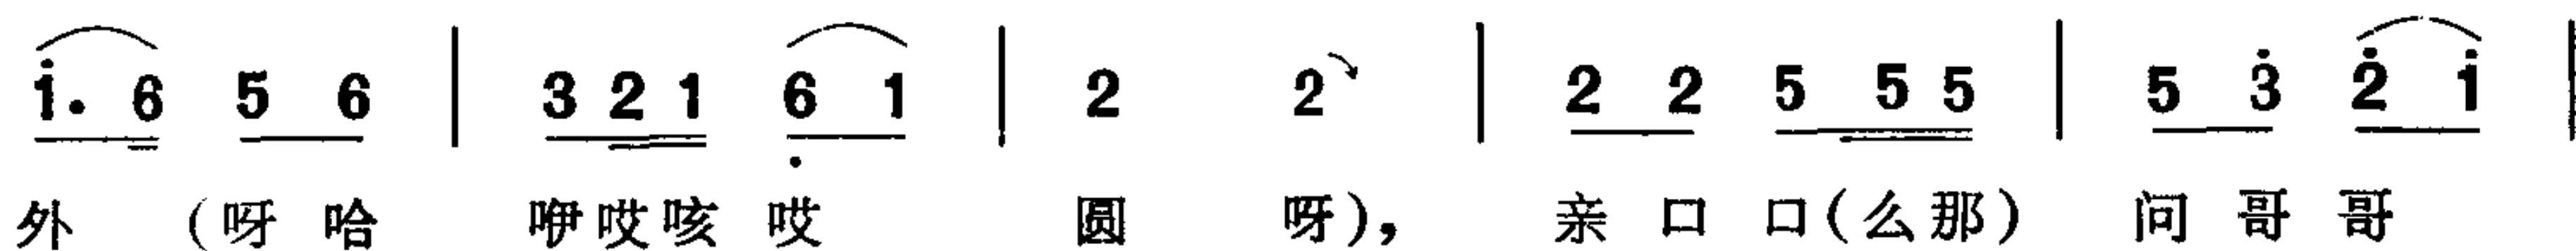 i. 6 5 6 | 3 2 1 6 1 | 2 2 | 2 2 5 5 5 | 5 3 2 i
外 (呀 哈 咿哎咳 哎 圆 呀), 亲 口 口(么那) 问 哥 哥